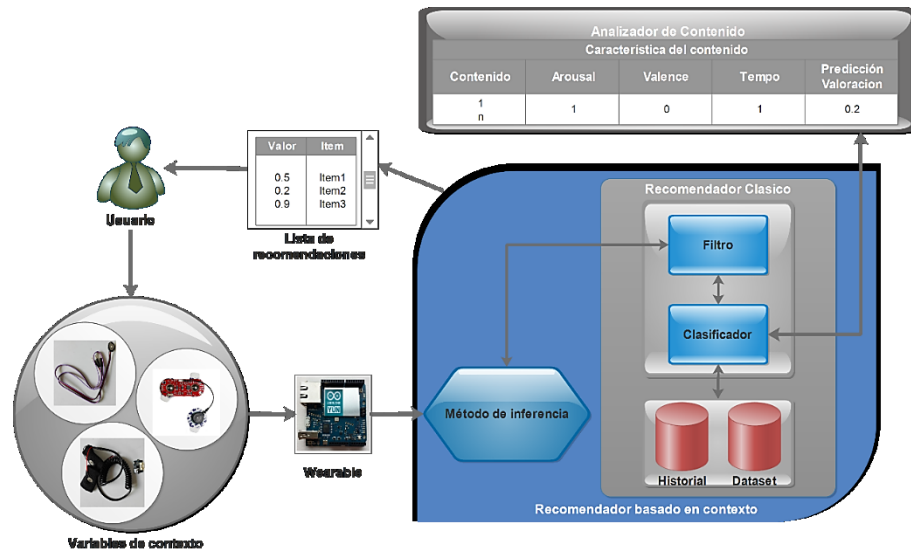 Analizador de Contenido
Característica del contenido
Contenido Arousal Valence Tempo Predicción Valoracion
1 1 0 1 0.2
n
Valor Item
0.5 Item1
0.2 Item2
0.9 Item3
Lista de
recomendaciones
Usuario
Recomendador Clasico
Filtro
Clasificador
Historial Dataset
Método de inferencia
Recomendador basado en contexto
YUN
Wearable
Variables de contexto